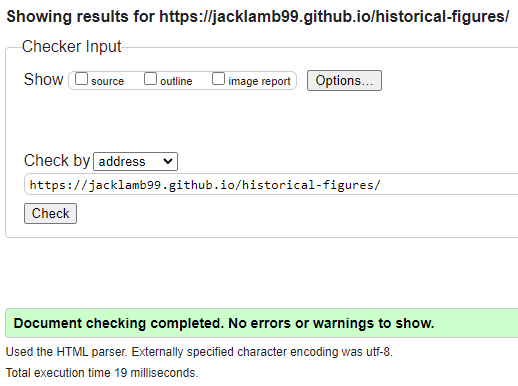 Showing results for https://jacklamb99.github.io/historical-figures/
Checker Input
Show source outline image report Options...
Check by address
https://jacklamb99.github.io/historical-figures/
Check
Document checking completed. No errors or warnings to show.
Used the HTML parser. Externally specified character encoding was utf-8.
Total execution time 19 milliseconds.